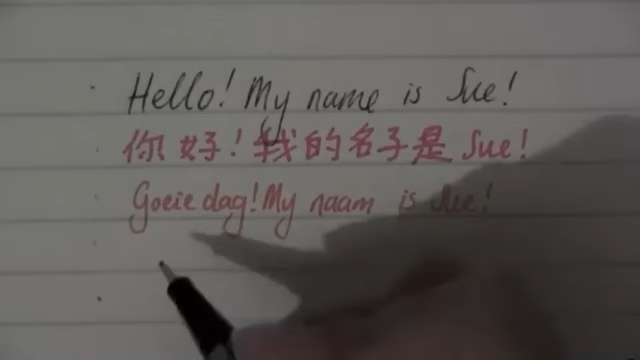 Hello! My name is Sue!
你好!我的名子是 Sue!
Goeie dag! My naam is Sue!